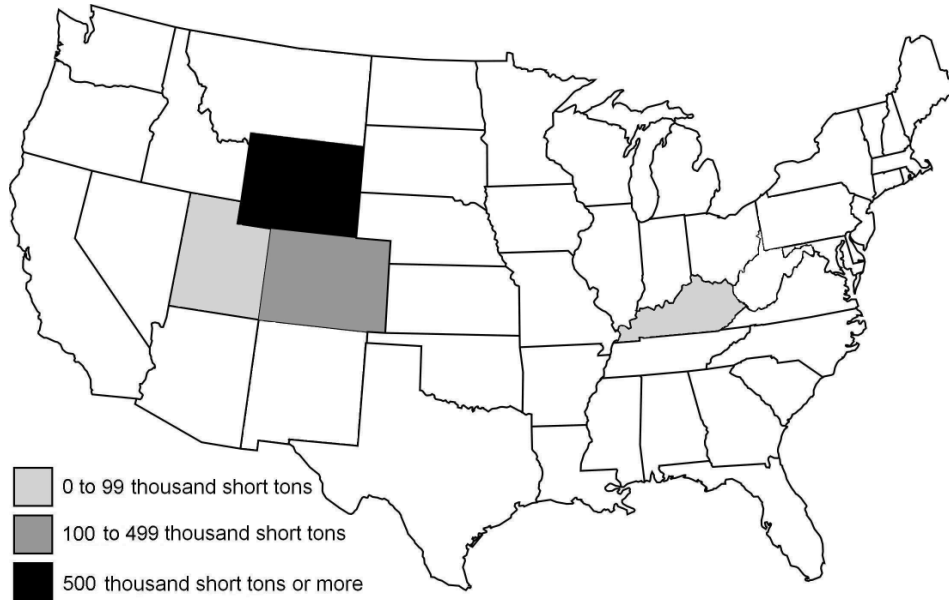 0 to 99 thousand short tons
100 to 499 thousand short tons
500 thousand short tons or more